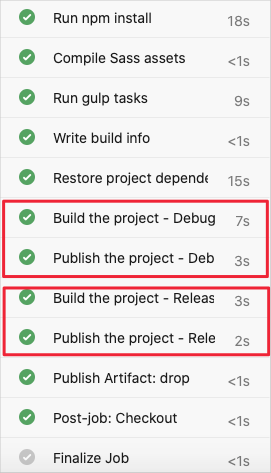 Run npm install 18s
Compile Sass assets <1s
Run gulp tasks 9s
Write build info <1s
Restore project depende 15s
Build the project - Debug 7s
Publish the project - Deb 3s
Build the project - Releas 3s
Publish the project - Rele 2s
Publish Artifact: drop <1s
Post-job: Checkout <1s
Finalize Job <1s